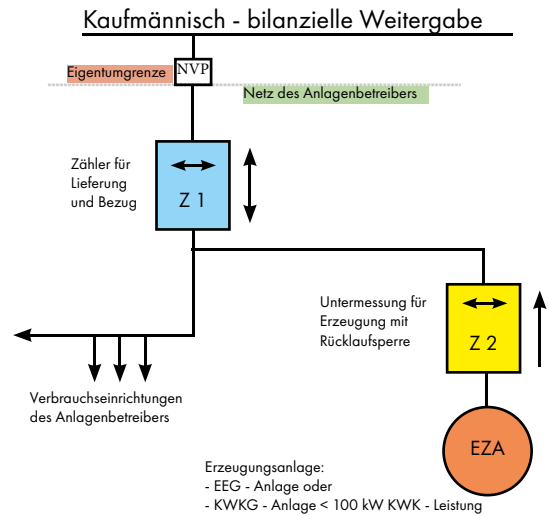 Kaufmännisch - bilanzielle Weitergabe
Eigentumgrenze
NVP
Netz des Anlagenbetreibers
Zähler für
Lieferung
und Bezug
Z 1
Untermessung für
Erzeugung mit
Rücklaufsperre
Z 2
Verbrauchseinrichtungen
des Anlagenbetreibers
EZA
Erzeugungsanlage:
- EEG - Anlage oder
- KWKG - Anlage < 100 kW KWK - Leistung